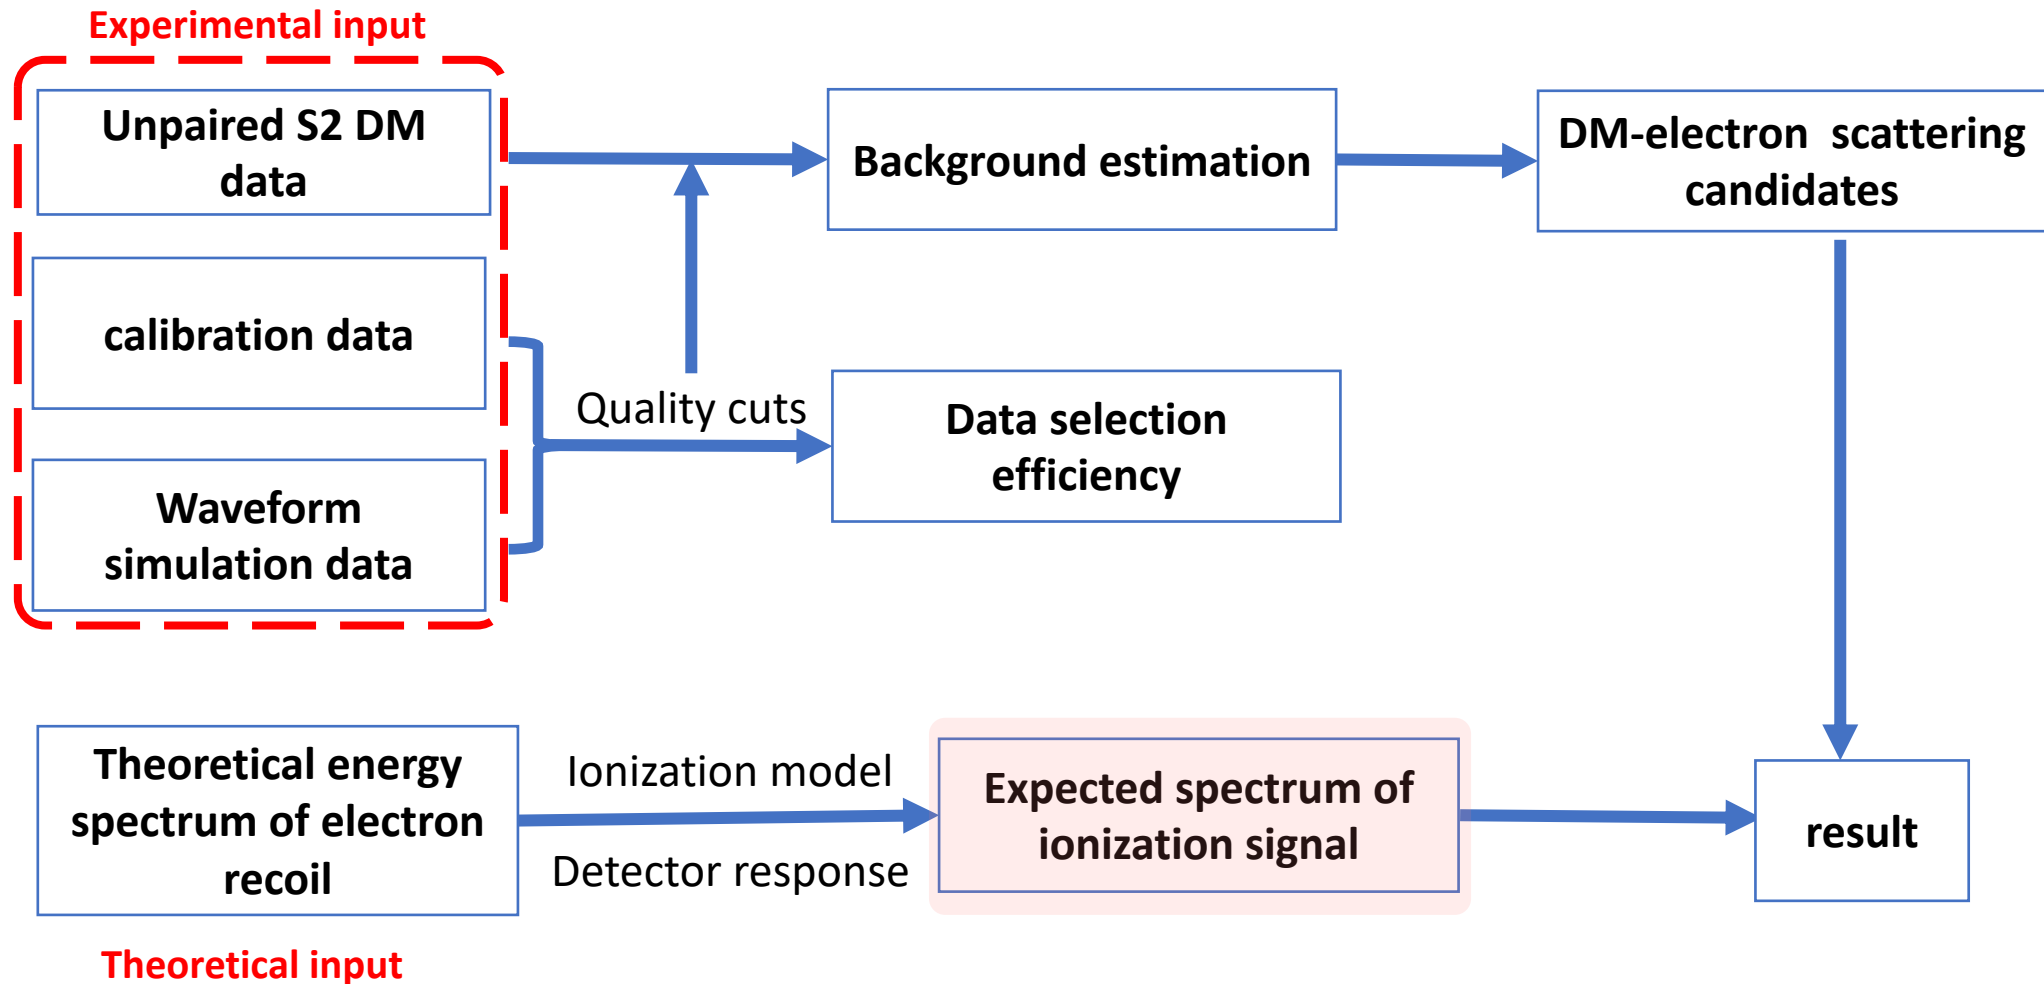 Experimental input
Unpaired S2 DM
data
Background estimation
DM-electron  scattering
candidates
calibration data
Quality cuts
Data selection
efficiency
Waveform
simulation data
Theoretical energy
spectrum of electron
recoil
Ionization model
Detector response
Expected spectrum of
ionization signal
result
Theoretical input